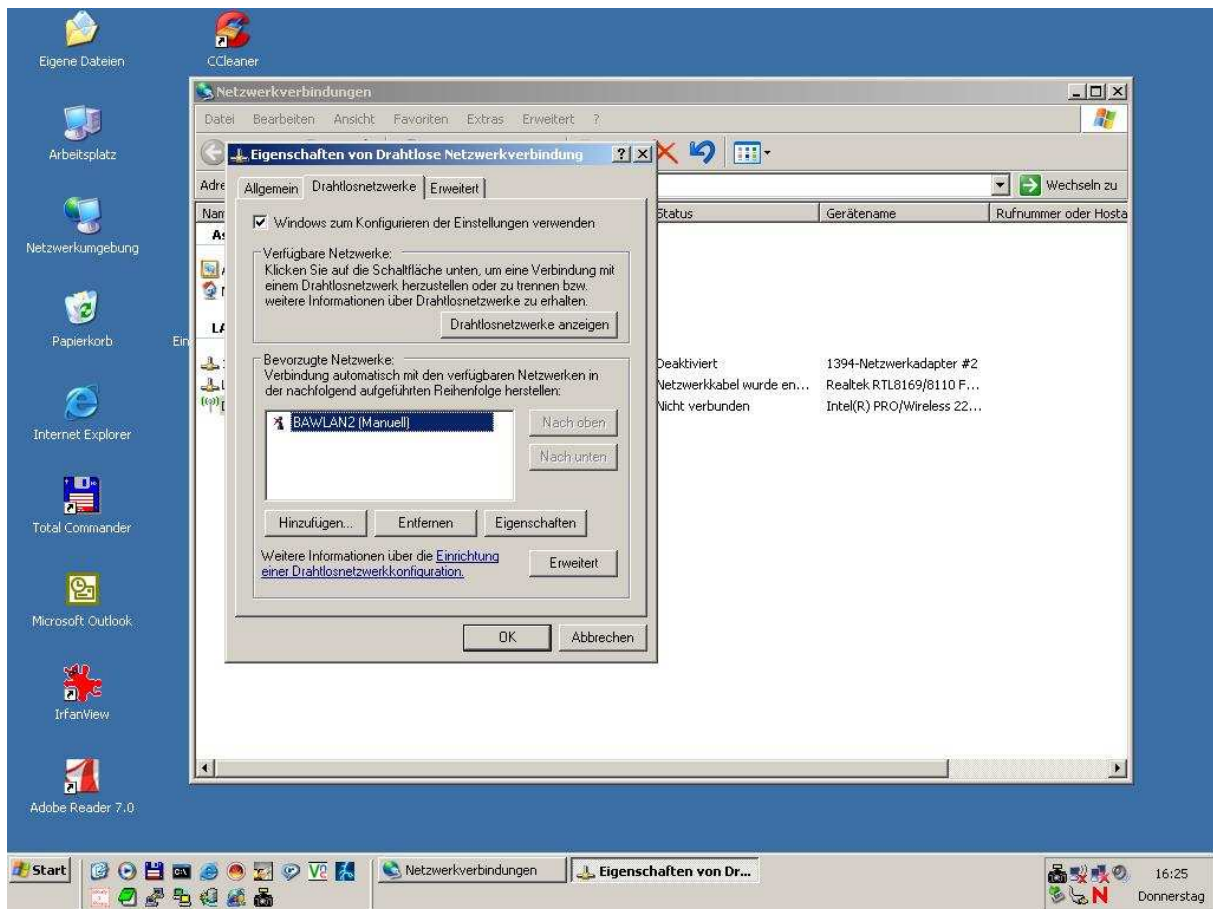 Eigene Dateien
CCleaner
Arbeitsplatz
Netzwerkumgebung
Papierkorb
Ein
Internet Explorer
Total Commander
Microsoft Outlook
IrfanView
Adobe Reader 7.0
Netzwerkverbindungen
Datei Bearbeiten Ansicht Favoriten Extras Erweitert ?
Adre
Wechseln zu
Nam
Status Gerätename Rufnummer oder Hosta
LA
Deaktiviert 1394-Netzwerkadapter #2
Netzwerkkabel wurde en... Realtek RTL8169/8110 F...
Nicht verbunden Intel(R) PRO/Wireless 22...
Eigenschaften von Drahtlose Netzwerkverbindung
Allgemein Drahtlosnetzwerke Erweitert
Windows zum Konfigurieren der Einstellungen verwenden
Verfügbare Netzwerke:
Klicken Sie auf die Schaltfläche unten, um eine Verbindung mit
einem Drahtlosnetzwerk herzustellen oder zu trennen bzw.
weitere Informationen über Drahtlosnetzwerke zu erhalten.
Drahtlosnetzwerke anzeigen
Bevorzugte Netzwerke:
Verbindung automatisch mit den verfügbaren Netzwerken in
der nachfolgend aufgeführten Reihenfolge herstellen:
BAWLAN2 (Manuell)
Nach oben
Nach unten
Hinzufügen... Entfernen Eigenschaften
Weitere Informationen über die Einrichtung
einer Drahtlosnetzwerkkonfiguration.
Erweitert
OK Abbrechen
Start
Netzwerkverbindungen
Eigenschaften von Dr...
16:25
Donnerstag